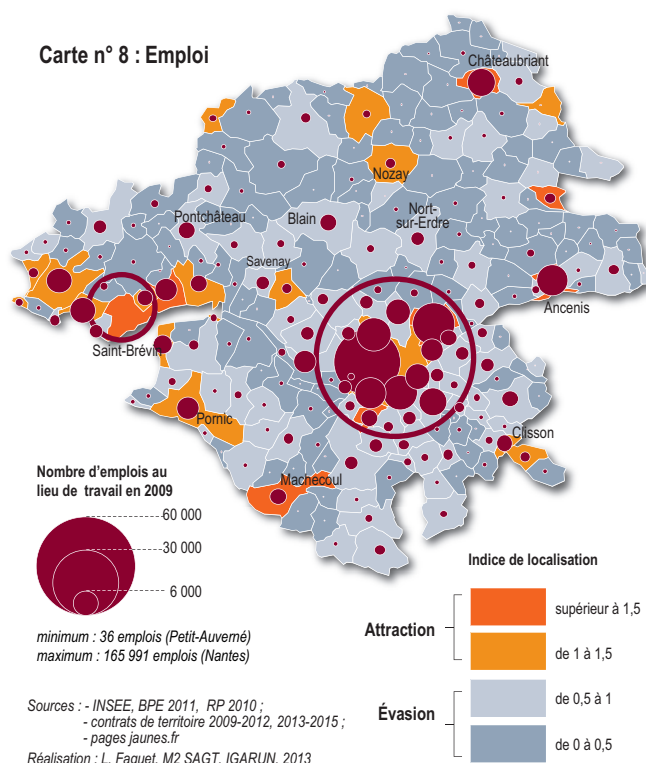 Carte n° 8 : Emploi
Châteaubriant
Nozay
Pontchâteau
Blain
Nort-
sur-Erdre
Savenay
Ancenis
Saint-Brévin
Pornic
Clisson
Machecoul
Nombre d'emplois au
lieu de travail en 2009
60 000
30 000
6 000
minimum : 36 emplois (Petit-Auverné)
maximum : 165 991 emplois (Nantes)
Indice de localisation
Attraction
supérieur à 1,5
de 1 à 1,5
Évasion
de 0,5 à 1
de 0 à 0,5
Sources : - INSEE, BPE 2011, RP 2010 ;
- contrats de territoire 2009-2012, 2013-2015 ;
- pages jaunes.fr
Réalisation : L. Faguet, M2 SAGT, IGARUN, 2013